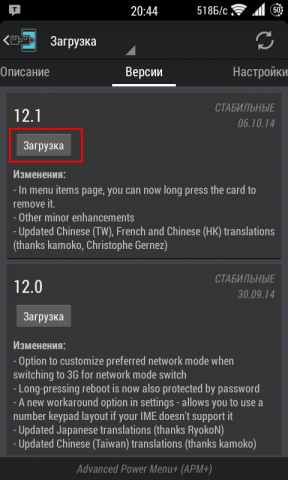 20:44
518Б/с
50
Загрузка
Описание
Версии
Настройки
12.1
СТАБИЛЬНЫЕ
06.10.14
Загрузка
Изменения:
- In menu items page, you can now long press the card to
remove it.
- Other minor enhancements
- Updated Chinese (TW), French and Chinese (HK) translations
(thanks kamoko, Christophe Gernez)
12.0
СТАБИЛЬНЫЕ
30.09.14
Загрузка
Изменения:
- Option to customize preferred network mode when
switching to 3G for network mode switch
- Long-pressing reboot is now also protected by password
- A new workaround option in settings - allows you to use a
number keypad layout if your IME doesn't support it
- Updated Japanese translations (thanks RyokoN)
- Updated Chinese (Taiwan) translations (thanks kamoko)
Advanced Power Menu+ (APM+)